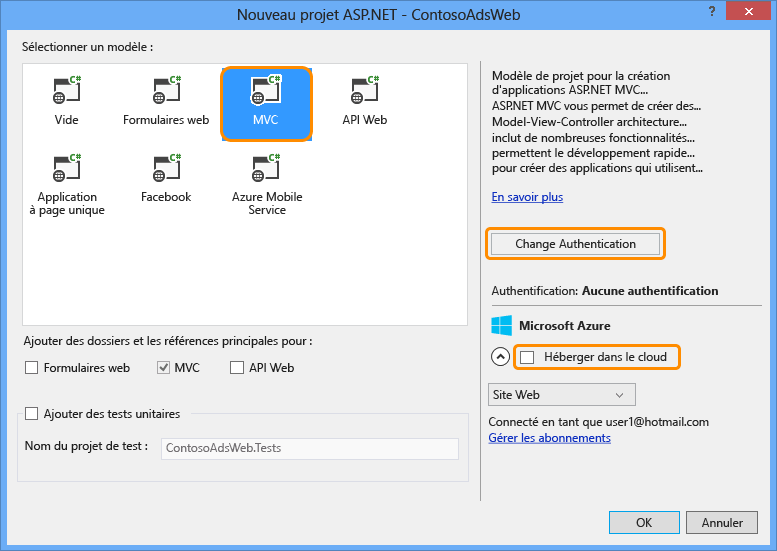 Nouveau projet ASP.NET - ContosoAdsWeb
?
Sélectionner un modèle :
C#
C#
C#
C#
Vide
Formulaires web
MVC
API Web
C#
C#
C#
Application
à page unique
Facebook
Azure Mobile
Service
Ajouter des dossiers et les références principales pour :
Formulaires web
MVC
API Web
Ajouter des tests unitaires
Nom du projet de test :
ContosoAdsWeb.Tests
Modèle de projet pour la création
d'applications ASP.NET MVC...
ASP.NET MVC vous permet de créer des...
Model-View-Controller architecture...
inclut de nombreuses fonctionnalités...
permettent le développement rapide...
pour créer des applications qui utilisent...
En savoir plus
Change Authentication
Authentification: Aucune authentification
Microsoft Azure
Héberger dans le cloud
Site Web
Connecté en tant que user1@hotmail.com
Gérer les abonnements
OK
Annuler